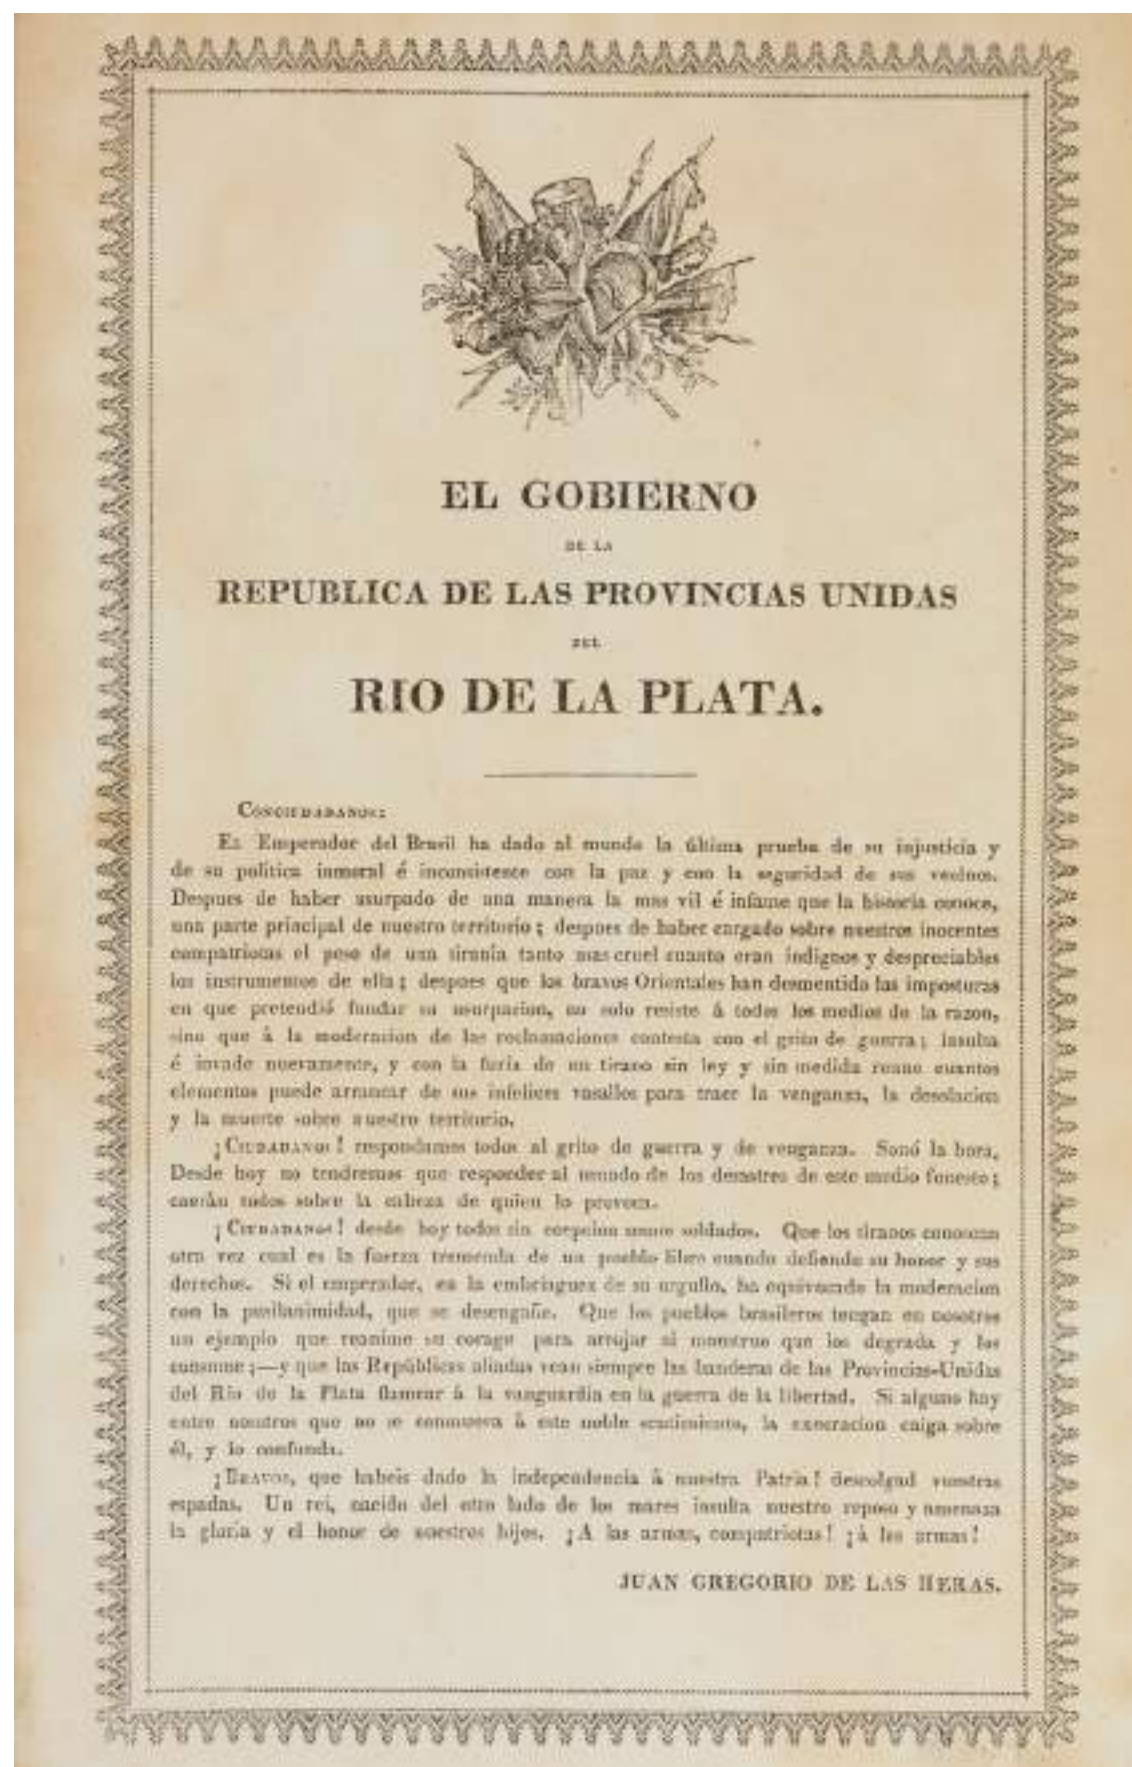 EL GOBIERNO
DE LA
REPUBLICA DE LAS PROVINCIAS UNIDAS
DEL
RIO DE LA PLATA.
CONCIUDADANOS:
EL Emperador del Brasil ha dado al mundo la última prueba de su injusticia y
de su política inmoral é inconsistente con la paz y con la seguridad de sus vecinos.
Despues de haber usurpado de una manera la mas vil é infame que la historia conoce,
una parte principal de nuestro territorio; despues de haber cargado sobre nuestros inocentes
compatriotas el peso de una tiranía tanto mas cruel cuanto eran indignos y despreciables
los instrumentos de ella; despues que los bravos Orientales han desmentido las imposturas
en que pretendió fundar su usurpacion, no solo resiste á todos los medios de la razon,
sino que á la moderacion de las reclamaciones contesta con el grito de guerra; insulta
é invade nuevamente, y con la furia de un tirano sin ley y sin medida reune cuantos
elementos puede arrancar de sus infelices vasallos para traer la venganza, la desolacion
y la muerte sobre nuestro territorio.
¡CIUDADANOS! respondamos todos al grito de guerra y de venganza. Sonó la hora.
Desde hoy no tendremos que responder al mundo de los desastres de este medio funesto;
caerán todos sobre la cabeza de quien lo provoca.
¡CIUDADANOS! desde hoy todos sin escepcion somos soldados. Que los tiranos conozcan
otra vez cual es la fuerza tremenda de un pueblo libre cuando defiende su honor y sus
derechos. Si el emperador, en la embriaguez de su orgullo, ha equivocado la moderacion
con la pusilanimidad, que se desengañe. Que los pueblos brasileros tengan en nosotros
un ejemplo que reanime su corage para arrojar al monstruo que los degrada y los
consume;—y que las Repúblicas aliadas vean siempre las banderas de las Provincias-Unidas
del Rio de la Plata flamear á la vanguardia en la guerra de la libertad. Si alguno hay
entre nosotros que no se conmueva á este noble sentimiento, la execracion caiga sobre
él, y lo confunda.
¡BRAVOS, que habeis dado la independencia á nuestra Patria! descolgad vuestras
espadas. Un rei, nacido del otro lado de los mares insulta nuestro reposo y amenaza
la gloria y el honor de nuestros hijos. ¡A las armas, compatriotas! ¡á las armas!
JUAN GREGORIO DE LAS HERAS.